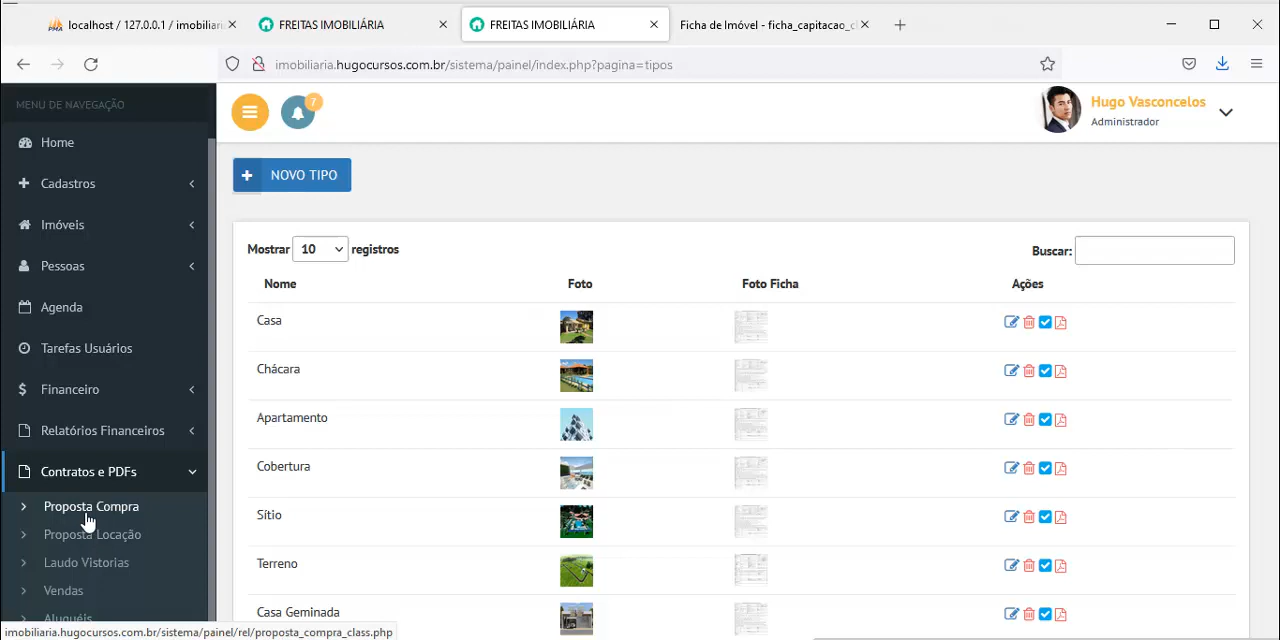 localhost / 127.0.0.1 / imobiliari
FREITAS IMOBILIÁRIA
FREITAS IMOBILIÁRIA
Ficha de Imóvel - ficha_capitacao_c
imobiliaria.hugocursos.com.br/sistema/painel/index.php?pagina=tipos
MENU DE NAVEGAÇÃO
Home
Cadastros
Imóveis
Pessoas
Agenda
Tarefas Usuários
Financeiro
Relatórios Financeiros
Contratos e PDFs
Proposta Compra
Proposta Locação
Laudo Vistorias
Vendas
Aluguéis
imobiliaria.hugocursos.com.br/sistema/painel/rel/proposta_compra_class.php
7
Hugo Vasconcelos
Administrador
NOVO TIPO
Mostrar 10 registros
Buscar:
Nome Foto Foto Ficha Ações
Casa
Chácara
Apartamento
Cobertura
Sítio
Terreno
Casa Geminada